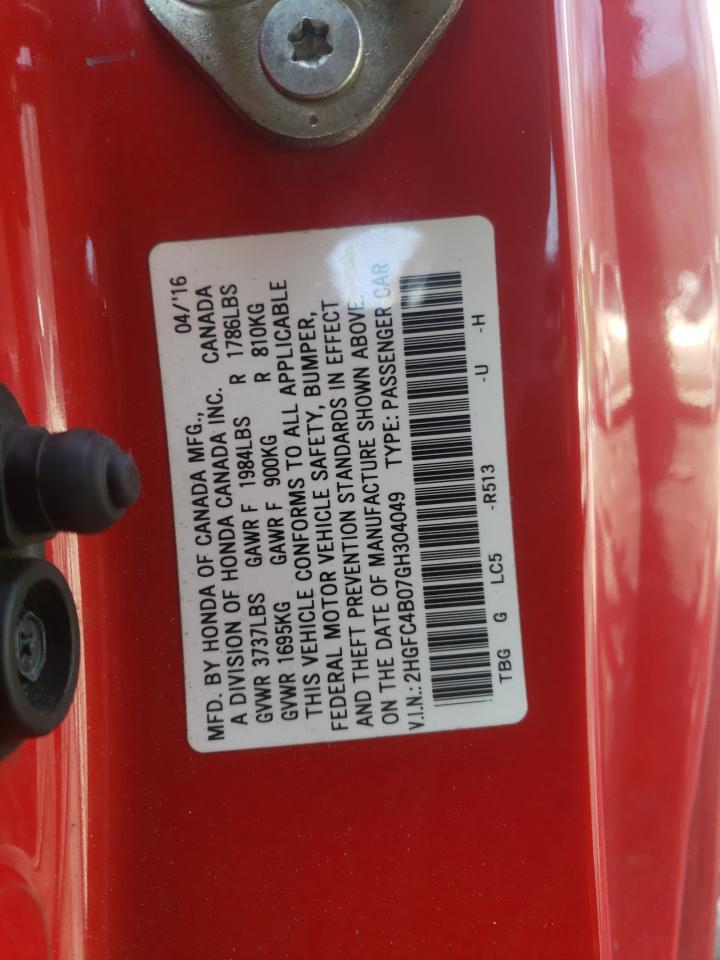 MFD. BY HONDA OF CANADA MFG., 04/'16
A DIVISION OF HONDA CANADA INC. CANADA
GVWR 3737LBS GAWR F 1984LBS R 1786LBS
GVWR 1695KG GAWR F 900KG R 810KG
THIS VEHICLE CONFORMS TO ALL APPLICABLE
FEDERAL MOTOR VEHICLE SAFETY, BUMPER,
AND THEFT PREVENTION STANDARDS IN EFFECT
ON THE DATE OF MANUFACTURE SHOWN ABOVE.
V.I.N.: 2HGFC4B07GH304049 TYPE: PASSENGER CAR
TBG G LC5 -R513 -U -H